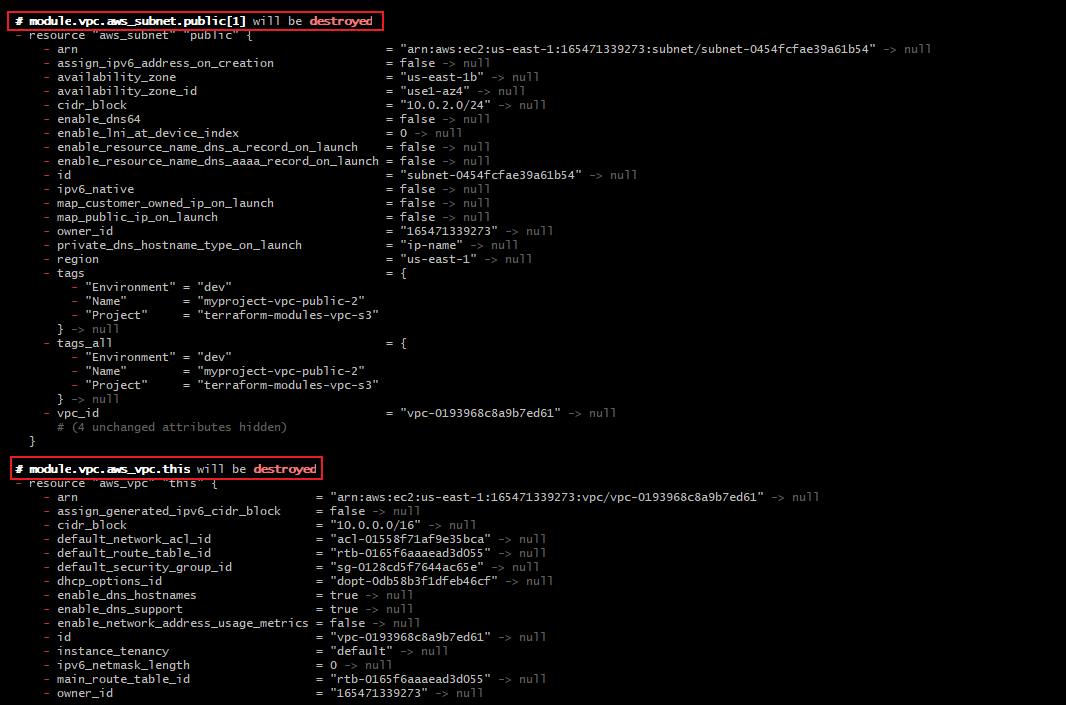 # module.vpc.aws_subnet.public[1] will be destroyed
- resource "aws_subnet" "public" {
- arn = "arn:aws:ec2:us-east-1:165471339273:subnet/subnet-0454fcfae39a61b54" -> null
- assign_ipv6_address_on_creation = false -> null
- availability_zone = "us-east-1b" -> null
- availability_zone_id = "use1-az4" -> null
- cidr_block = "10.0.2.0/24" -> null
- enable_dns64 = false -> null
- enable_lni_at_device_index = 0 -> null
- enable_resource_name_dns_a_record_on_launch = false -> null
- enable_resource_name_dns_aaaa_record_on_launch = false -> null
- id = "subnet-0454fcfae39a61b54" -> null
- ipv6_native = false -> null
- map_customer_owned_ip_on_launch = false -> null
- map_public_ip_on_launch = false -> null
- owner_id = "165471339273" -> null
- private_dns_hostname_type_on_launch = "ip-name" -> null
- region = "us-east-1" -> null
- tags = {
- "Environment" = "dev"
- "Name" = "myproject-vpc-public-2"
- "Project" = "terraform-modules-vpc-s3"
} -> null
- tags_all = {
- "Environment" = "dev"
- "Name" = "myproject-vpc-public-2"
- "Project" = "terraform-modules-vpc-s3"
} -> null
- vpc_id = "vpc-0193968c8a9b7ed61" -> null
# (4 unchanged attributes hidden)
}
# module.vpc.aws_vpc.this will be destroyed
- resource "aws_vpc" "this" {
- arn = "arn:aws:ec2:us-east-1:165471339273:vpc/vpc-0193968c8a9b7ed61" -> null
- assign_generated_ipv6_cidr_block = false -> null
- cidr_block = "10.0.0.0/16" -> null
- default_network_acl_id = "acl-01558f71af9e35bca" -> null
- default_route_table_id = "rtb-0165f6aaaead3d055" -> null
- default_security_group_id = "sg-0128cd5f7644ac65e" -> null
- dhcp_options_id = "dopt-0db58b3f1dfeb46cf" -> null
- enable_dns_hostnames = true -> null
- enable_dns_support = true -> null
- enable_network_address_usage_metrics = false -> null
- id = "vpc-0193968c8a9b7ed61" -> null
- instance_tenancy = "default" -> null
- ipv6_netmask_length = 0 -> null
- main_route_table_id = "rtb-0165f6aaaead3d055" -> null
- owner_id = "165471339273" -> null